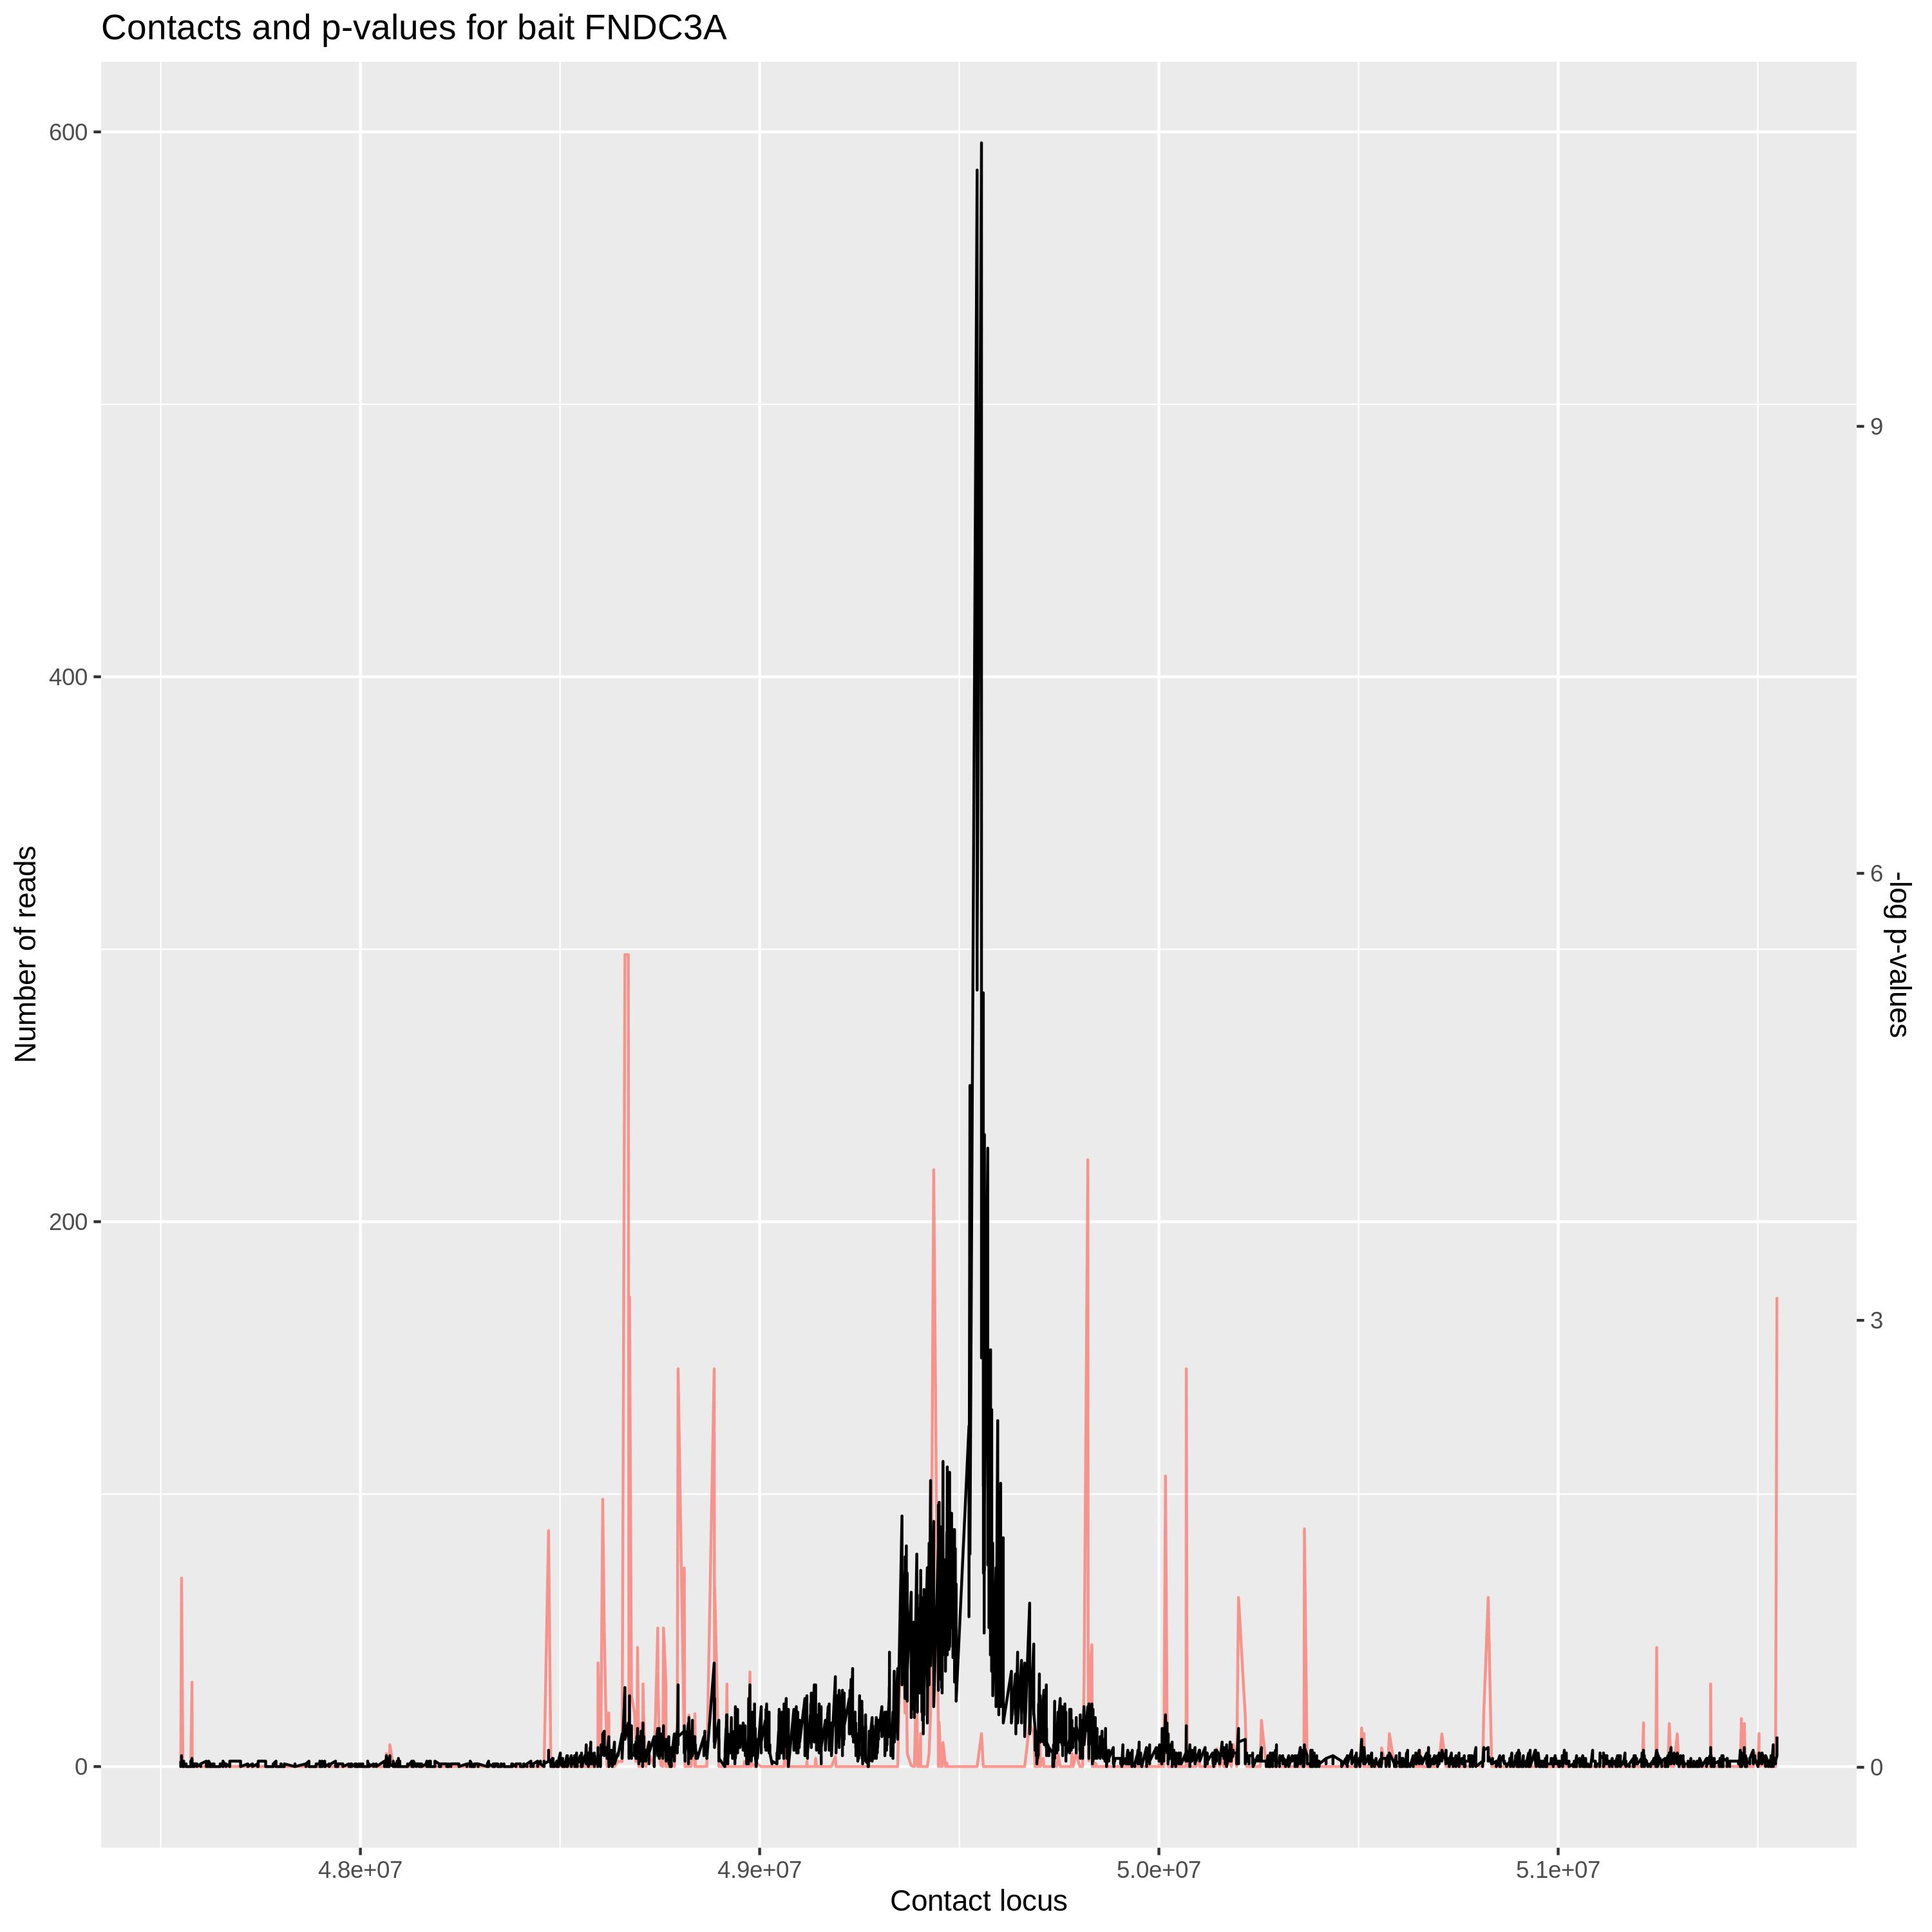 Contacts and p-values for bait FNDC3A
600
400
200
0
Number of reads
9
6
3
0
-log p-values
4.8e+07
4.9e+07
5.0e+07
5.1e+07
Contact locus